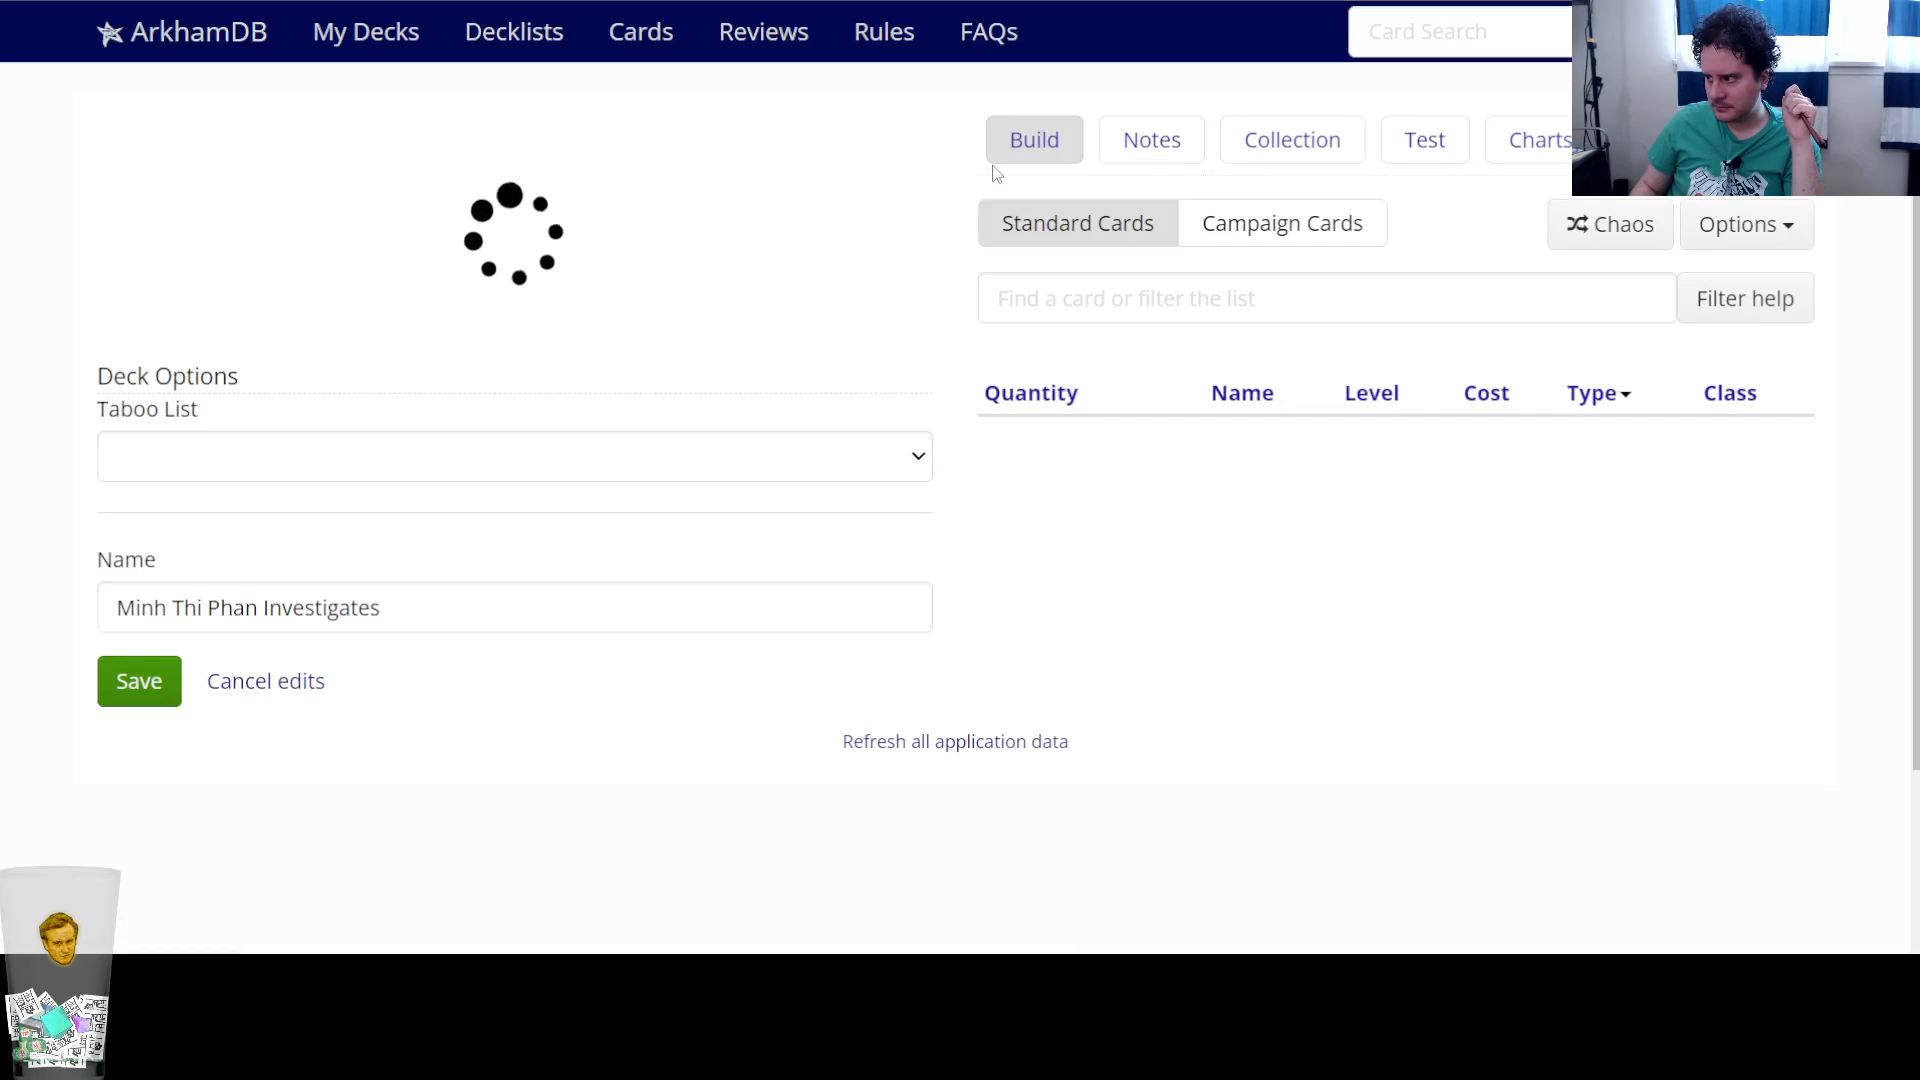 ArkhamDB My Decks Decklists Cards Reviews Rules FAQs Card Search
Build Notes Collection Test Charts
Standard Cards Campaign Cards Chaos Options
Find a card or filter the list Filter help
Deck Options
Taboo List
Quantity Name Level Cost Type Class
Name
Minh Thi Phan Investigates
Save Cancel edits
Refresh all application data